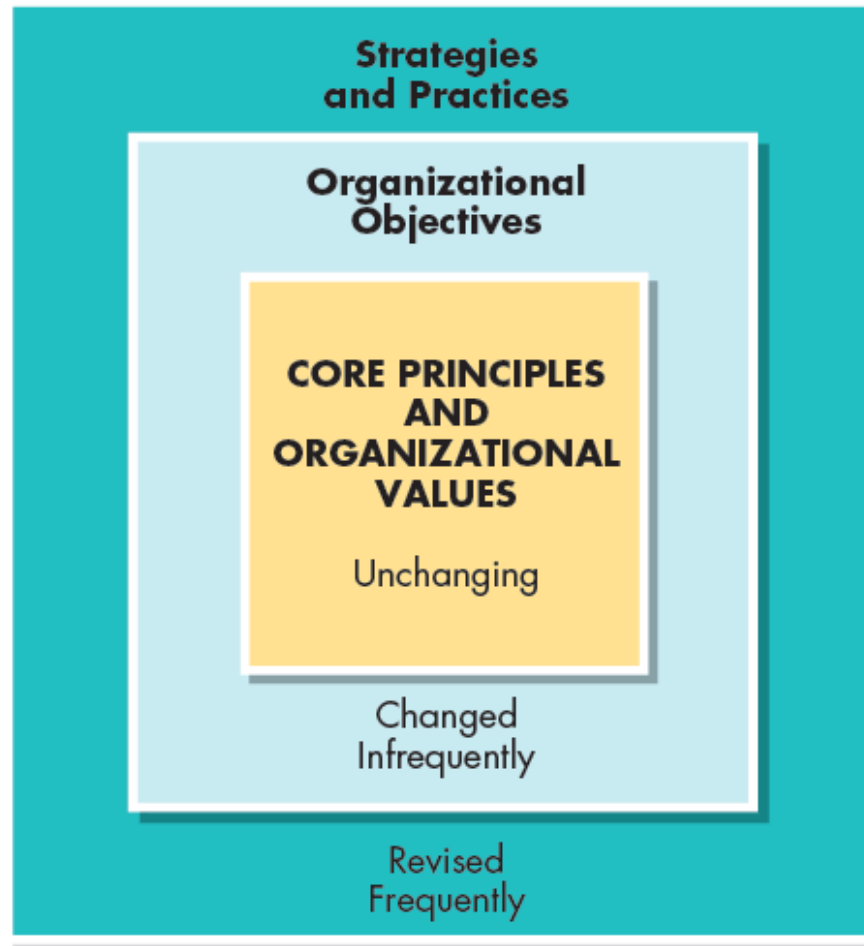 Strategies
and Practices
Organizational
Objectives
CORE PRINCIPLES
AND
ORGANIZATIONAL
VALUES
Unchanging
Changed
Infrequently
Revised
Frequently